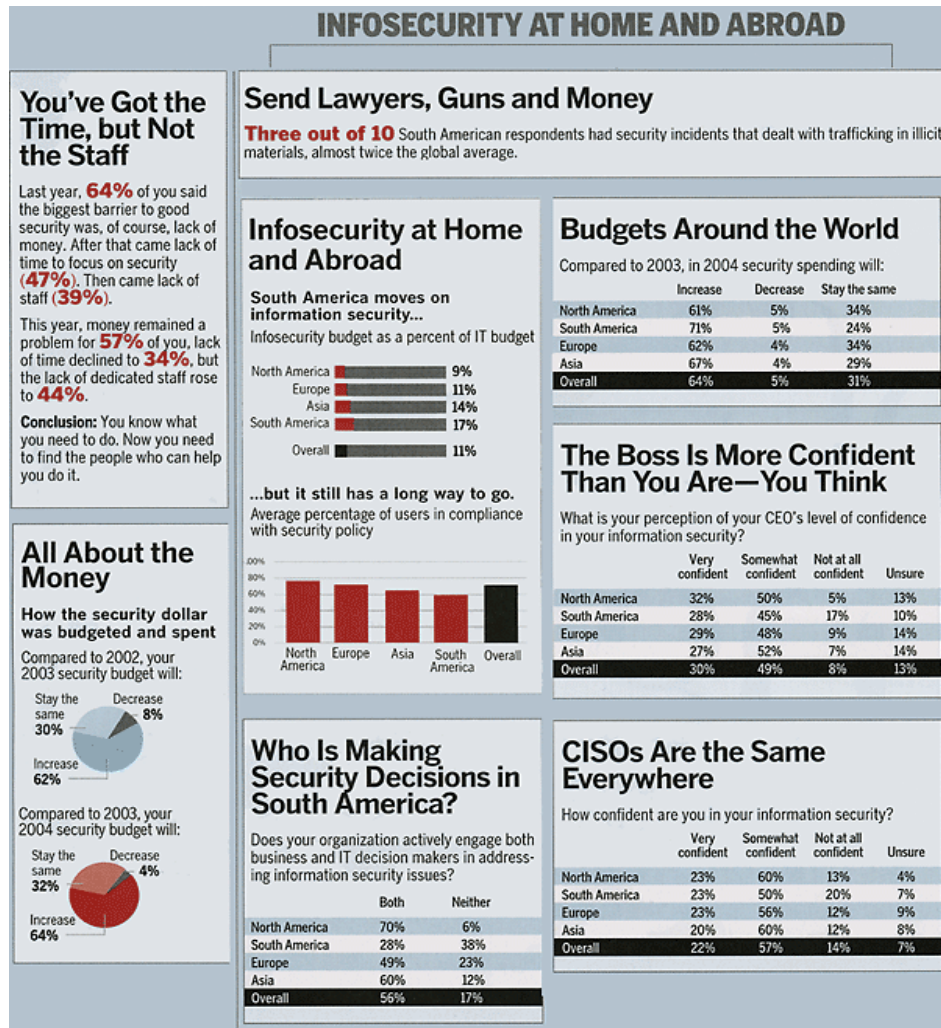 INFOSECURITY AT HOME AND ABROAD
You've Got the
Time, but Not
the Staff
Last year, 64% of you said
the biggest barrier to good
security was, of course, lack of
money. After that came lack of
time to focus on security
(47%). Then came lack of
staff (39%).
This year, money remained a
problem for 57% of you, lack
of time declined to 34%, but
the lack of dedicated staff rose
to 44%.
Conclusion: You know what
you need to do. Now you need
to find the people who can help
you do it.
All About the
Money
How the security dollar
was budgeted and spent
Compared to 2002, your
2003 security budget will:
Stay the
same
30%
Decrease
8%
Increase
62%
Compared to 2003, your
2004 security budget will:
Stay the
same
32%
Decrease
4%
Increase
64%
Send Lawyers, Guns and Money
Three out of 10 South American respondents had security incidents that dealt with trafficking in illicit
materials, almost twice the global average.
Infosecurity at Home
and Abroad
South America moves on
information security...
Infosecurity budget as a percent of IT budget
North America 9%
Europe 11%
Asia 14%
South America 17%
Overall 11%
...but it still has a long way to go.
Average percentage of users in compliance
with security policy
00%
80%
60%
40%
20%
0%
North
America
Europe
Asia
South
America
Overall
Who Is Making
Security Decisions in
South America?
Does your organization actively engage both
business and IT decision makers in address-
ing information security issues?
Both Neither
North America 70% 6%
South America 28% 38%
Europe 49% 23%
Asia 60% 12%
Overall 56% 17%
Budgets Around the World
Compared to 2003, in 2004 security spending will:
Increase Decrease Stay the same
North America 61% 5% 34%
South America 71% 5% 24%
Europe 62% 4% 34%
Asia 67% 4% 29%
Overall 64% 5% 31%
The Boss Is More Confident
Than You Are—You Think
What is your perception of your CEO's level of confidence
in your information security?
Very Somewhat Not at all
confident confident confident Unsure
North America 32% 50% 5% 13%
South America 28% 45% 17% 10%
Europe 29% 48% 9% 14%
Asia 27% 52% 7% 14%
Overall 30% 49% 8% 13%
CISOs Are the Same
Everywhere
How confident are you in your information security?
Very Somewhat Not at all
confident confident confident Unsure
North America 23% 60% 13% 4%
South America 23% 50% 20% 7%
Europe 23% 56% 12% 9%
Asia 20% 60% 12% 8%
Overall 22% 57% 14% 7%